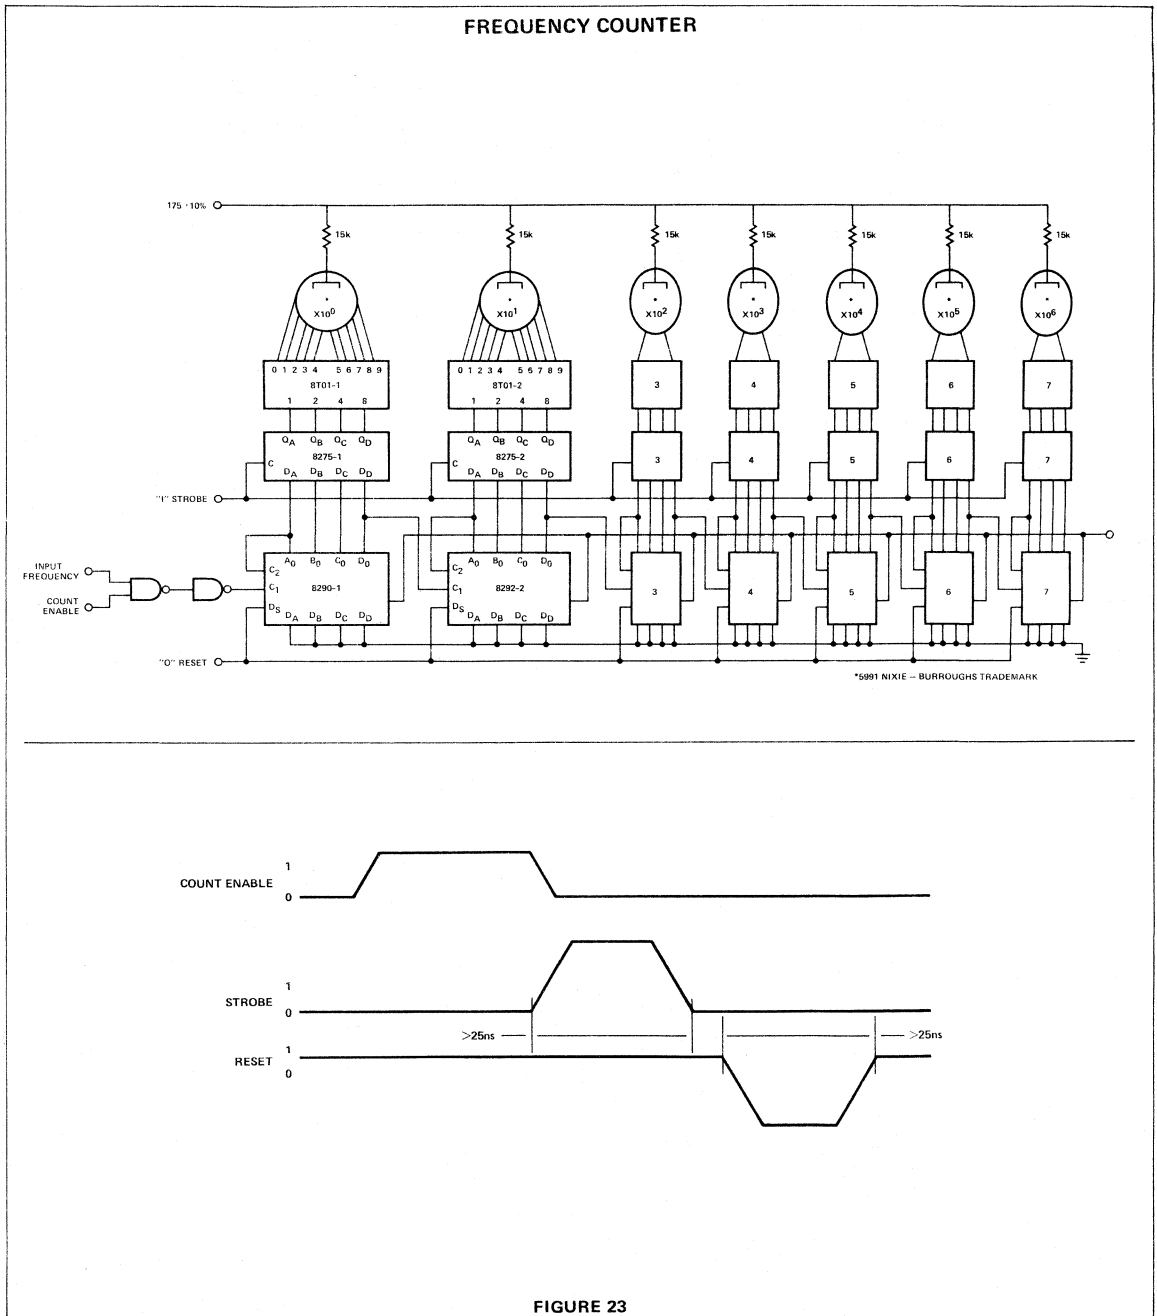 FREQUENCY COUNTER
175 ·10%
15k 15k 15k 15k 15k 15k 15k
X10⁰ X10¹ X10² X10³ X10⁴ X10⁵ X10⁶
0 1 2 3 4 5 6 7 8 9
8T01-1
1 2 4 8
0 1 2 3 4 5 6 7 8 9
8T01-2
1 2 4 8
3 4 5 6 7
QA QB QC QD
8275-1
C
DA DB DC DD
QA QB QC QD
8275-2
C
DA DB DC DD
3 4 5 6 7
"I" STROBE
INPUT
FREQUENCY
COUNT
ENABLE
A0 B0 C0 D0
C2
C1
8290-1
DS
DA DB DC DD
A0 B0 C0 D0
C2
C1
8292-2
DS
DA DB DC DD
3 4 5 6 7
"O" RESET
*5991 NIXIE – BURROUGHS TRADEMARK
COUNT ENABLE
1
0
STROBE
1
0
>25ns
>25ns
RESET
1
0
FIGURE 23